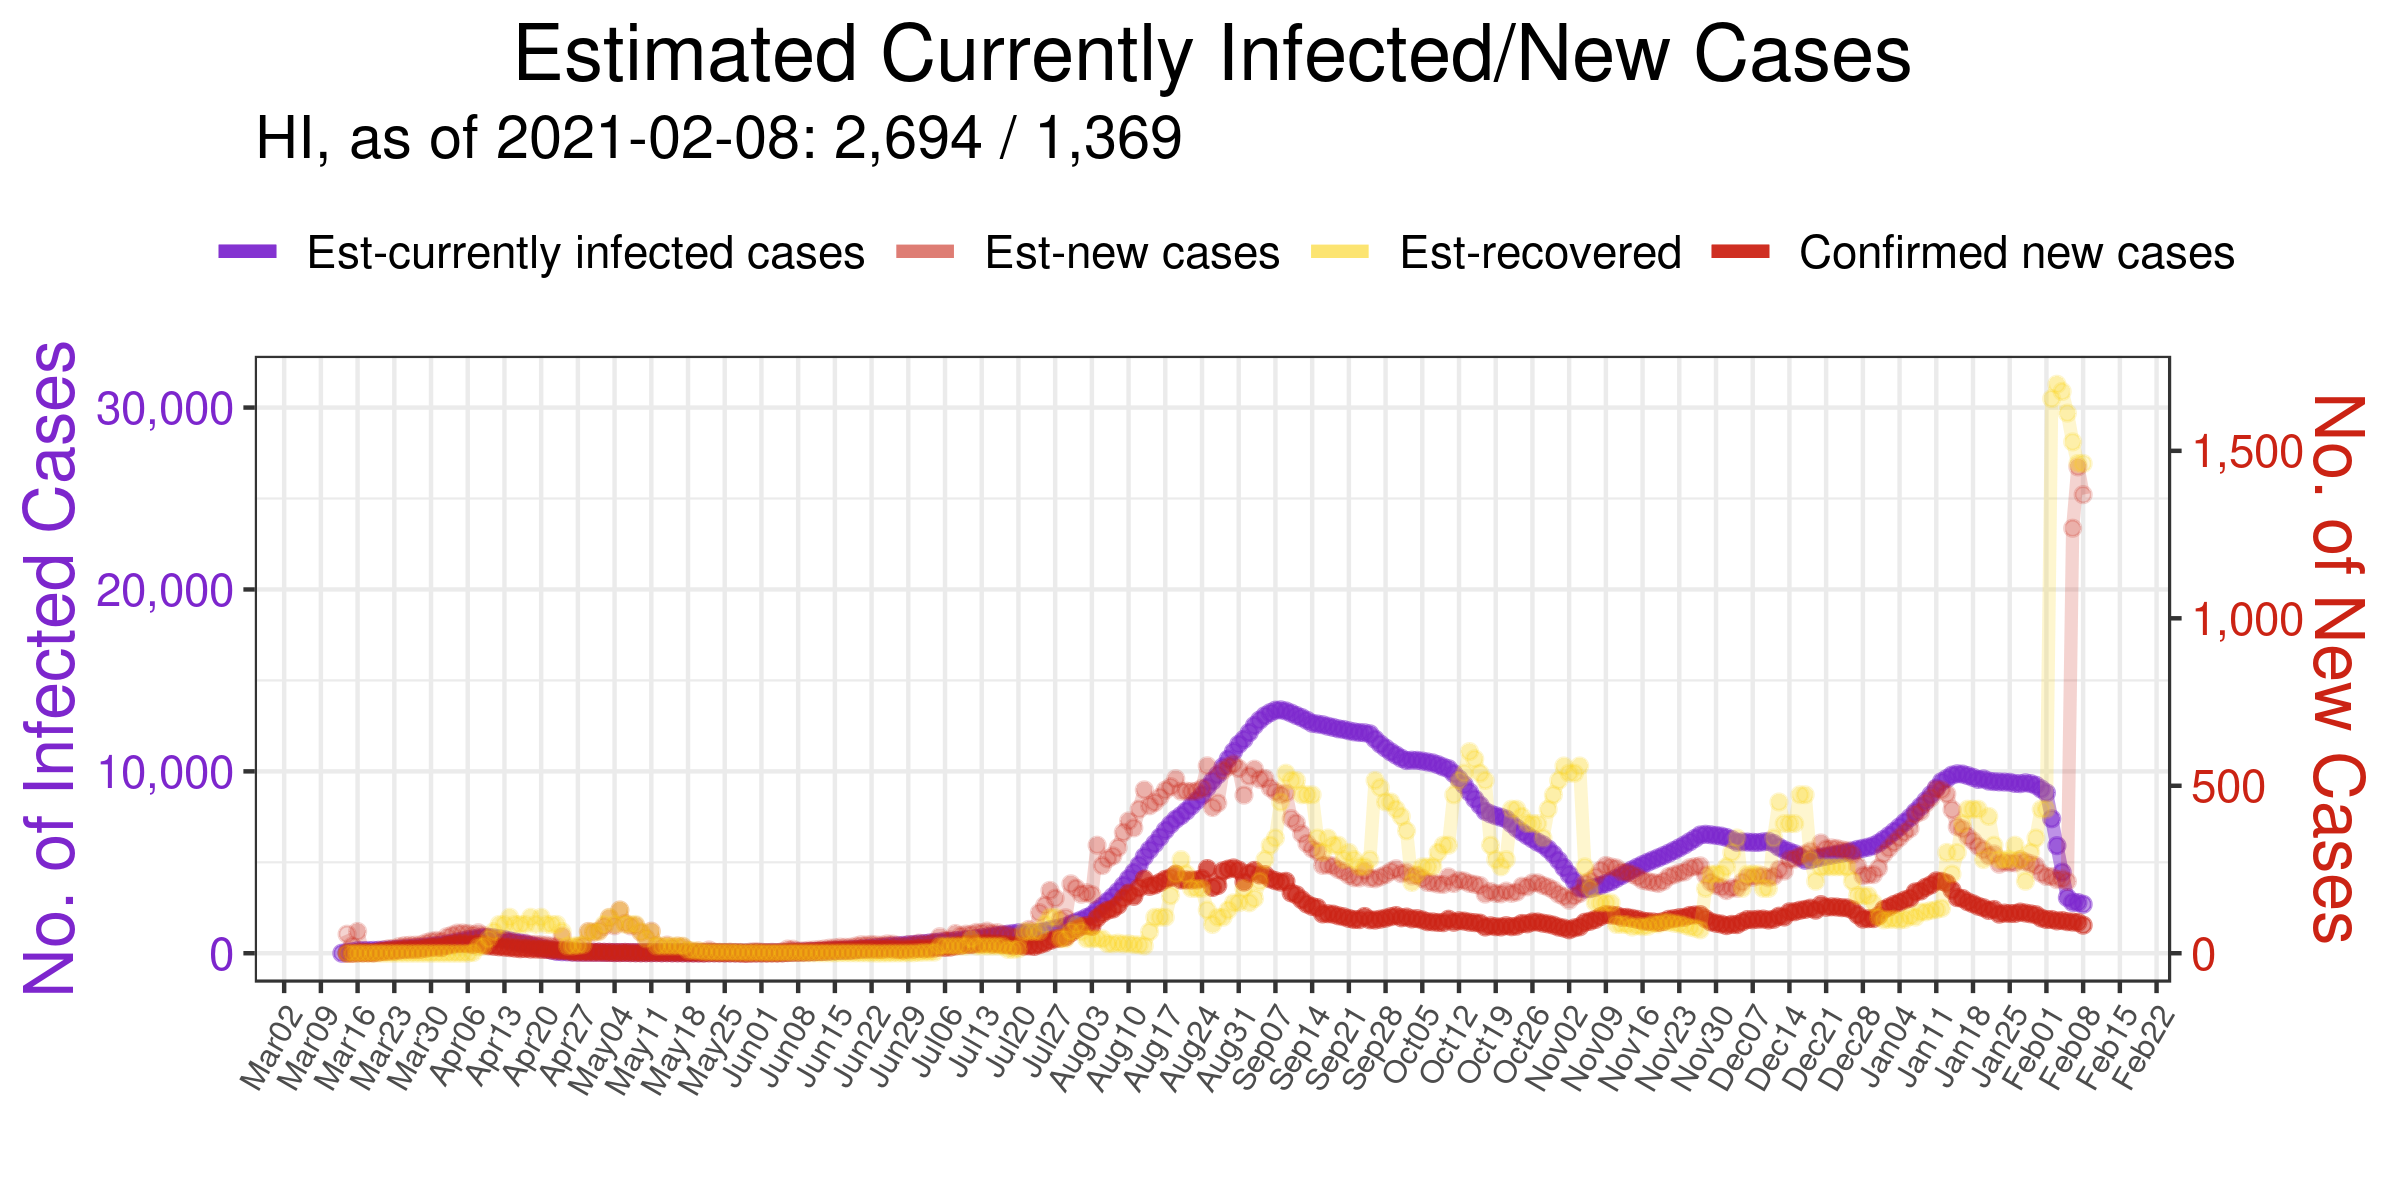 Estimated Currently Infected/New Cases
HI, as of 2021-02-08: 2,694 / 1,369
Est-currently infected cases
Est-new cases
Est-recovered
Confirmed new cases
No. of Infected Cases
30,000
20,000
10,000
0
1,500
1,000
500
0
No. of New Cases
Mar02
Mar09
Mar16
Mar23
Mar30
Apr06
Apr13
Apr20
Apr27
May04
May11
May18
May25
Jun01
Jun08
Jun15
Jun22
Jun29
Jul06
Jul13
Jul20
Jul27
Aug03
Aug10
Aug17
Aug24
Aug31
Sep07
Sep14
Sep21
Sep28
Oct05
Oct12
Oct19
Oct26
Nov02
Nov09
Nov16
Nov23
Nov30
Dec07
Dec14
Dec21
Dec28
Jan04
Jan11
Jan18
Jan25
Feb01
Feb08
Feb15
Feb22